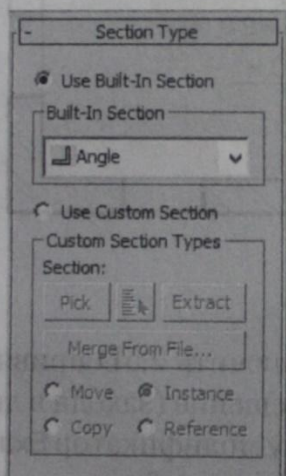 - Section Type
Use Built-In Section
Built-In Section
Angle
Use Custom Section
Custom Section Types
Section:
Pick Extract
Merge From File...
Move Instance
Copy Reference